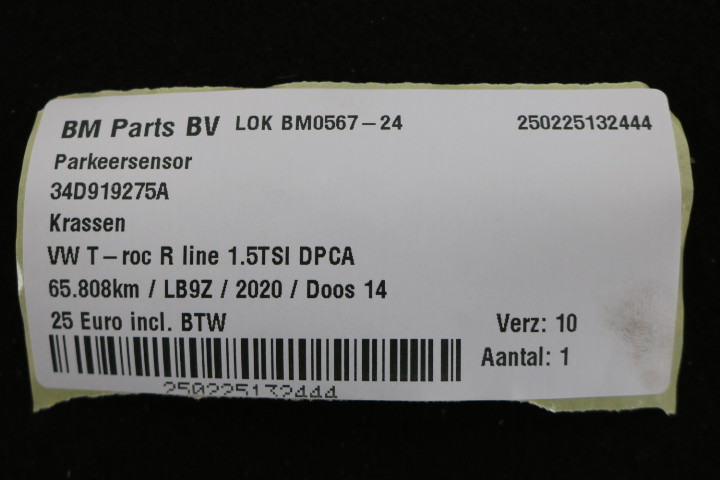 BM Parts BV LOK BM0567-24 250225132444
Parkeersensor
34D919275A
Krassen
VW T-roc R line 1.5TSI DPCA
65.808km / LB9Z / 2020 / Doos 14
25 Euro incl. BTW Verz: 10
Aantal: 1
250225132444